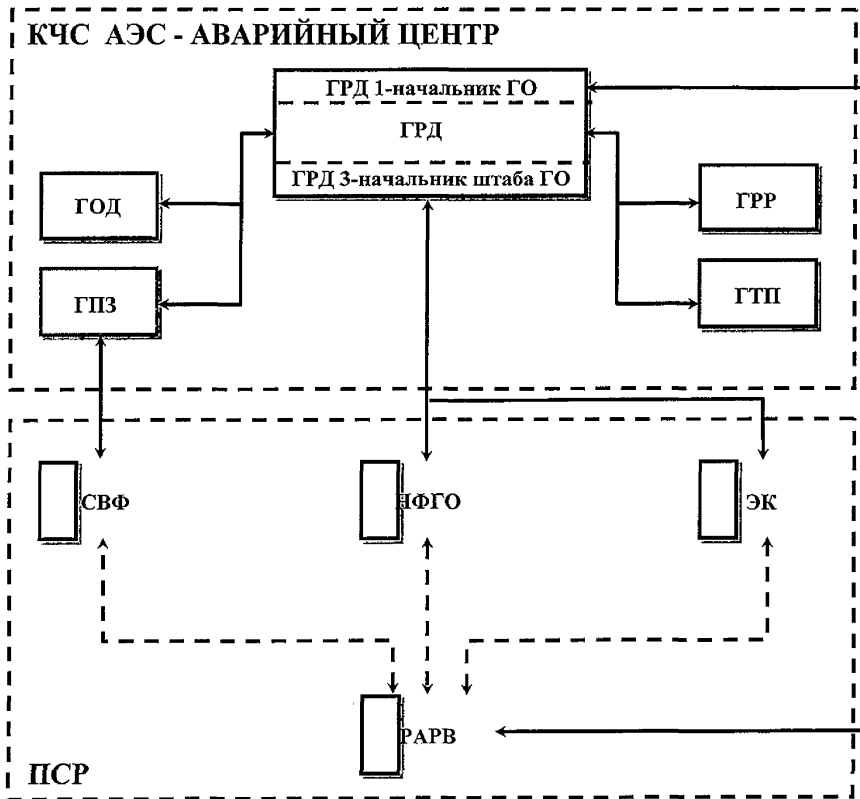 КЧС АЭС - АВАРИЙНЫЙ ЦЕНТР
ГРД 1-начальник ГО
ГРД
ГРД 3-начальник штаба ГО
ГОД
ГРР
ГПЗ
ГТП
СВФ
НФГО
ЭК
РАРВ
ПСР